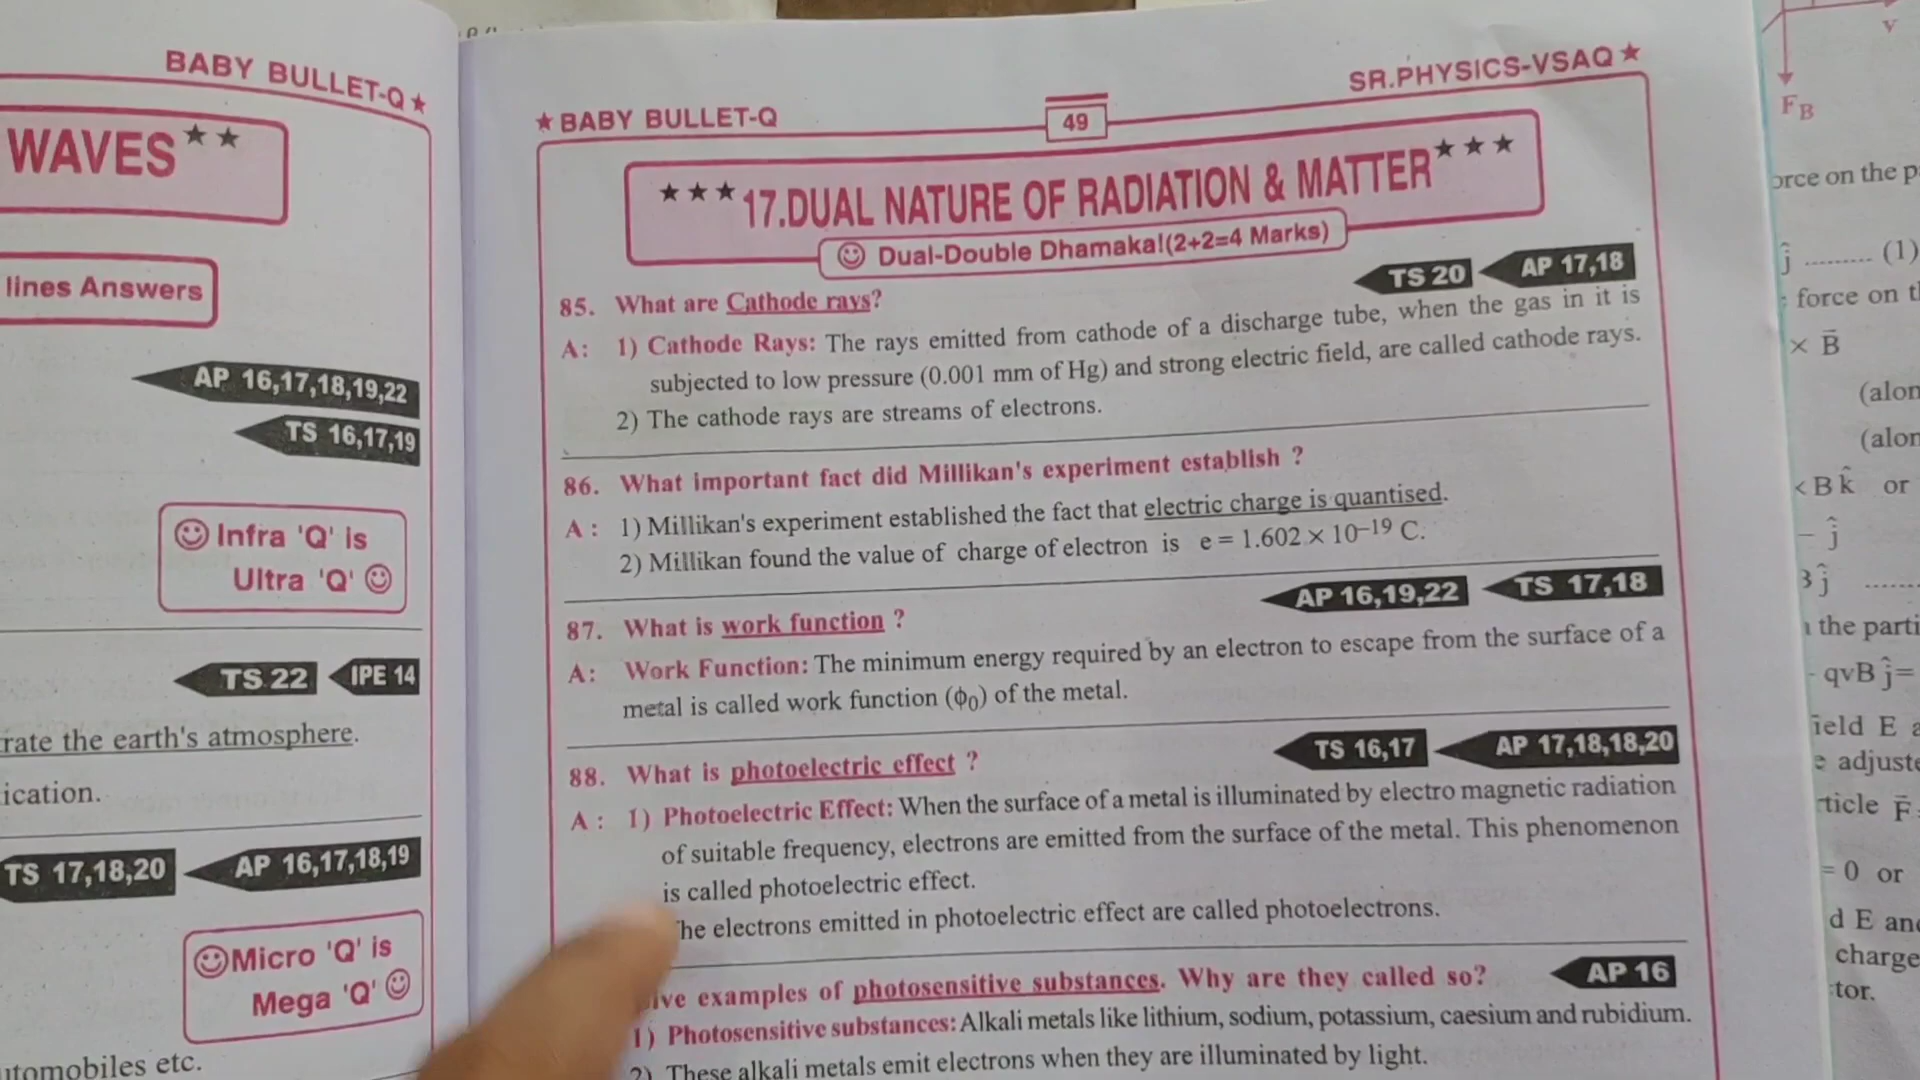 BABY BULLET-Q ★
WAVES ★★
lines Answers
AP 16,17,18,19,22
TS 16,17,19
Infra 'Q' is
Ultra 'Q'
TS 22 IPE 14
rate the earth's atmosphere.
ication.
TS 17,18,20 AP 16,17,18,19
Micro 'Q' is
Mega 'Q'
utomobiles etc.
★ BABY BULLET-Q 49 SR.PHYSICS-VSAQ ★
★★★ 17.DUAL NATURE OF RADIATION & MATTER ★★★
Dual-Double Dhamaka!(2+2=4 Marks)
TS 20 AP 17,18
85. What are Cathode rays?
A: 1) Cathode Rays: The rays emitted from cathode of a discharge tube, when the gas in it is
subjected to low pressure (0.001 mm of Hg) and strong electric field, are called cathode rays.
2) The cathode rays are streams of electrons.
86. What important fact did Millikan's experiment establish ?
A : 1) Millikan's experiment established the fact that electric charge is quantised.
2) Millikan found the value of charge of electron is e = 1.602 × 10⁻¹⁹ C.
AP 16,19,22 TS 17,18
87. What is work function ?
A: Work Function: The minimum energy required by an electron to escape from the surface of a
metal is called work function (ϕ₀) of the metal.
TS 16,17 AP 17,18,18,20
88. What is photoelectric effect ?
A : 1) Photoelectric Effect: When the surface of a metal is illuminated by electro magnetic radiation
of suitable frequency, electrons are emitted from the surface of the metal. This phenomenon
is called photoelectric effect.
he electrons emitted in photoelectric effect are called photoelectrons.
ive examples of photosensitive substances. Why are they called so? AP 16
1) Photosensitive substances: Alkali metals like lithium, sodium, potassium, caesium and rubidium.
2) These alkali metals emit electrons when they are illuminated by light.
v
F_B
orce on the p
ĵ ......... (1)
force on t
× B̄
(alon
(alon
B k̂ or
− ĵ
ĵ ......
the parti
qvB ĵ=
ield E a
e adjuste
rticle F̄
= 0 or
d E and
charge
tor.